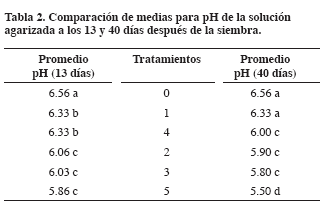 Tabla 2. Comparación de medias para pH de la solución
agarizada a los 13 y 40 días después de la siembra.
Promedio Tratamientos Promedio
pH (13 días) pH (40 días)
6.56 a 0 6.56 a
6.33 b 1 6.33 a
6.33 b 4 6.00 c
6.06 c 2 5.90 c
6.03 c 3 5.80 c
5.86 c 5 5.50 d